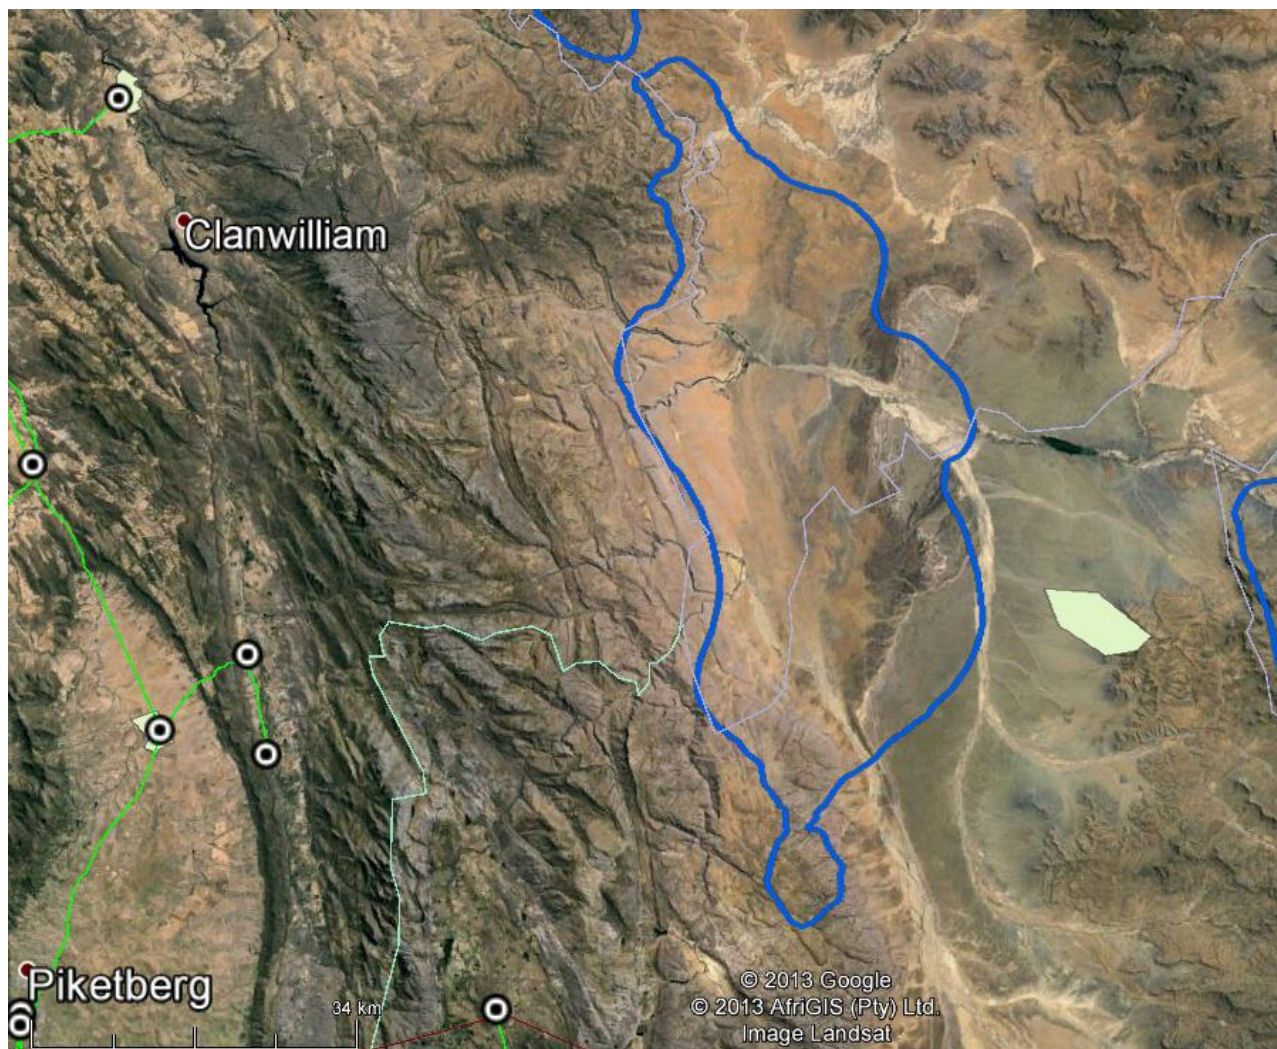 Clanwilliam
Piketberg
34 km
© 2013 Google
© 2013 AfriGIS (Pty) Ltd.
Image Landsat